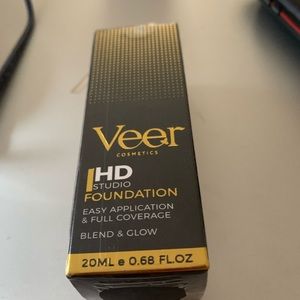 Veer
COSMETICS
HD
STUDIO
FOUNDATION
EASY APPLICATION
& FULL COVERAGE
BLEND & GLOW
20ML e 0.68 FL.OZ